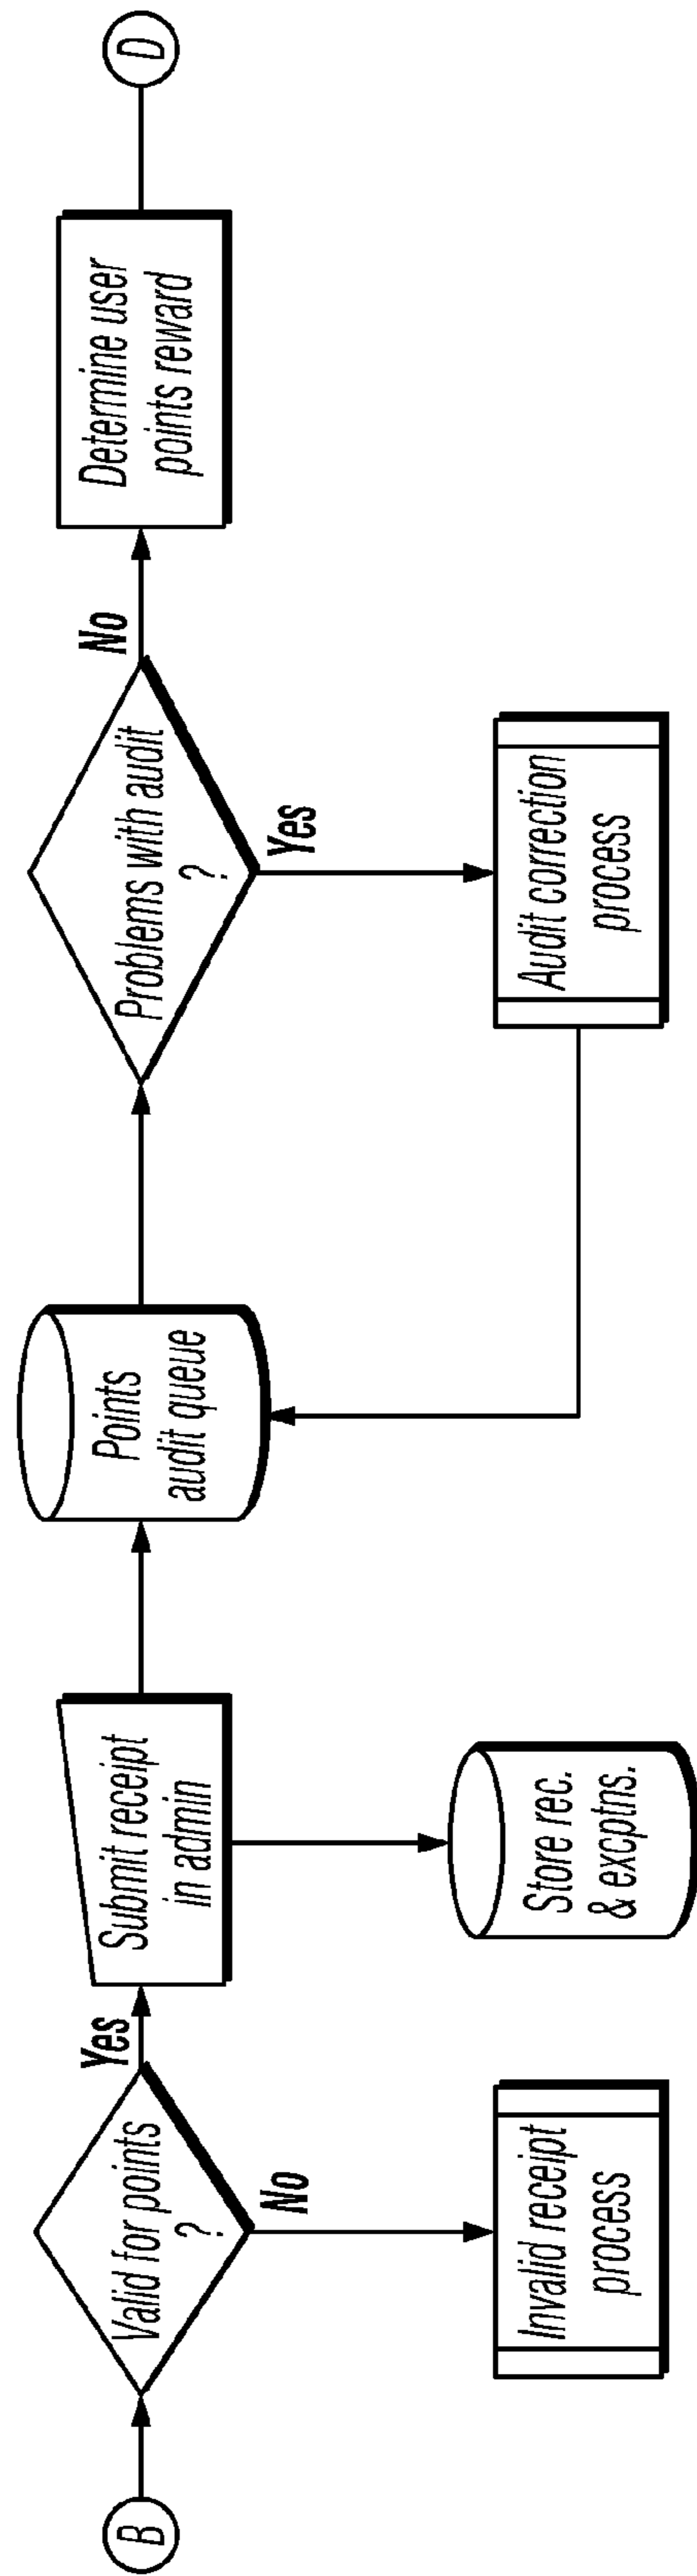 B
Valid for points
?
Yes
No
Invalid receipt
process
Submit receipt
in admin
Store rec.
& excptns.
Points
audit queue
Problems with audit
?
No
Yes
Audit correction
process
Determine user
points reward
D